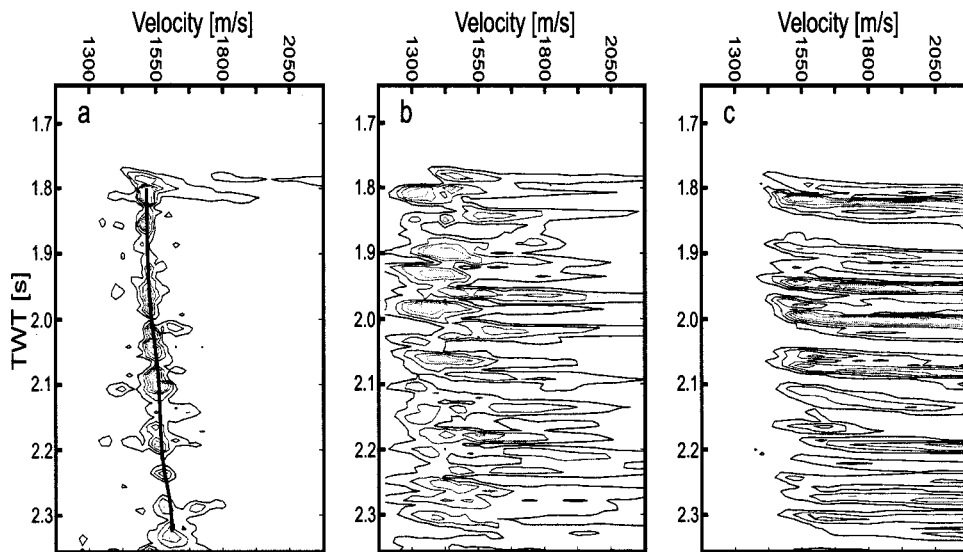 Velocity [m/s] Velocity [m/s] Velocity [m/s]
1300 1550 1800 2050 1300 1550 1800 2050 1300 1550 1800 2050
a b c
1.7 1.7 1.7
1.8 1.8 1.8
1.9 1.9 1.9
2.0 2.0 2.0
2.1 2.1 2.1
2.2 2.2 2.2
2.3 2.3 2.3
TWT [s]